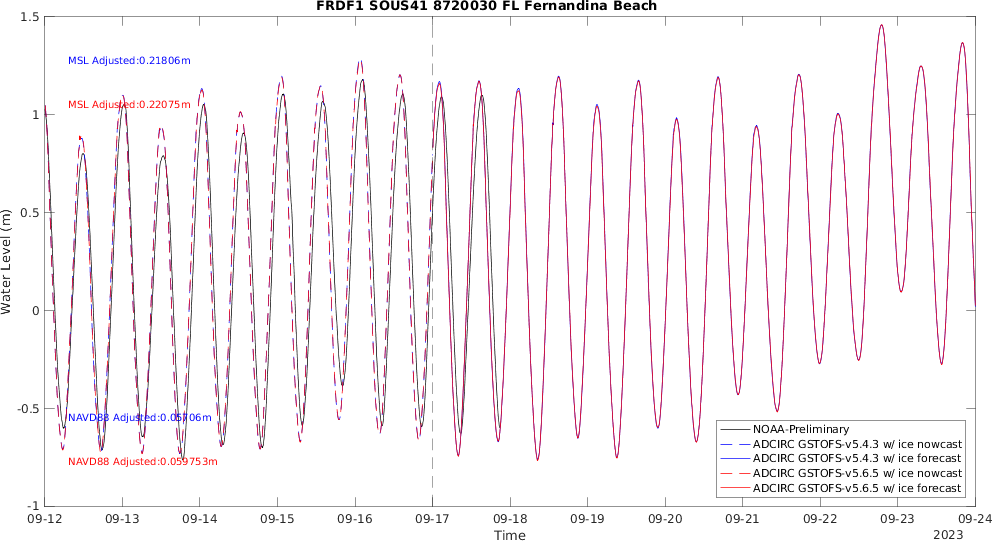 FRDF1 SOUS41 8720030 FL Fernandina Beach
1.5
1
0.5
0
-0.5
-1
Water Level (m)
MSL Adjusted:0.21806m
MSL Adjusted:0.22075m
NAVD88 Adjusted:0.05706m
NAVD88 Adjusted:0.059753m
NOAA-Preliminary
ADCIRC GSTOFS-v5.4.3 w/ ice nowcast
ADCIRC GSTOFS-v5.4.3 w/ ice forecast
ADCIRC GSTOFS-v5.6.5 w/ ice nowcast
ADCIRC GSTOFS-v5.6.5 w/ ice forecast
09-12 09-13 09-14 09-15 09-16 09-17 09-18 09-19 09-20 09-21 09-22 09-23 09-24
Time
2023